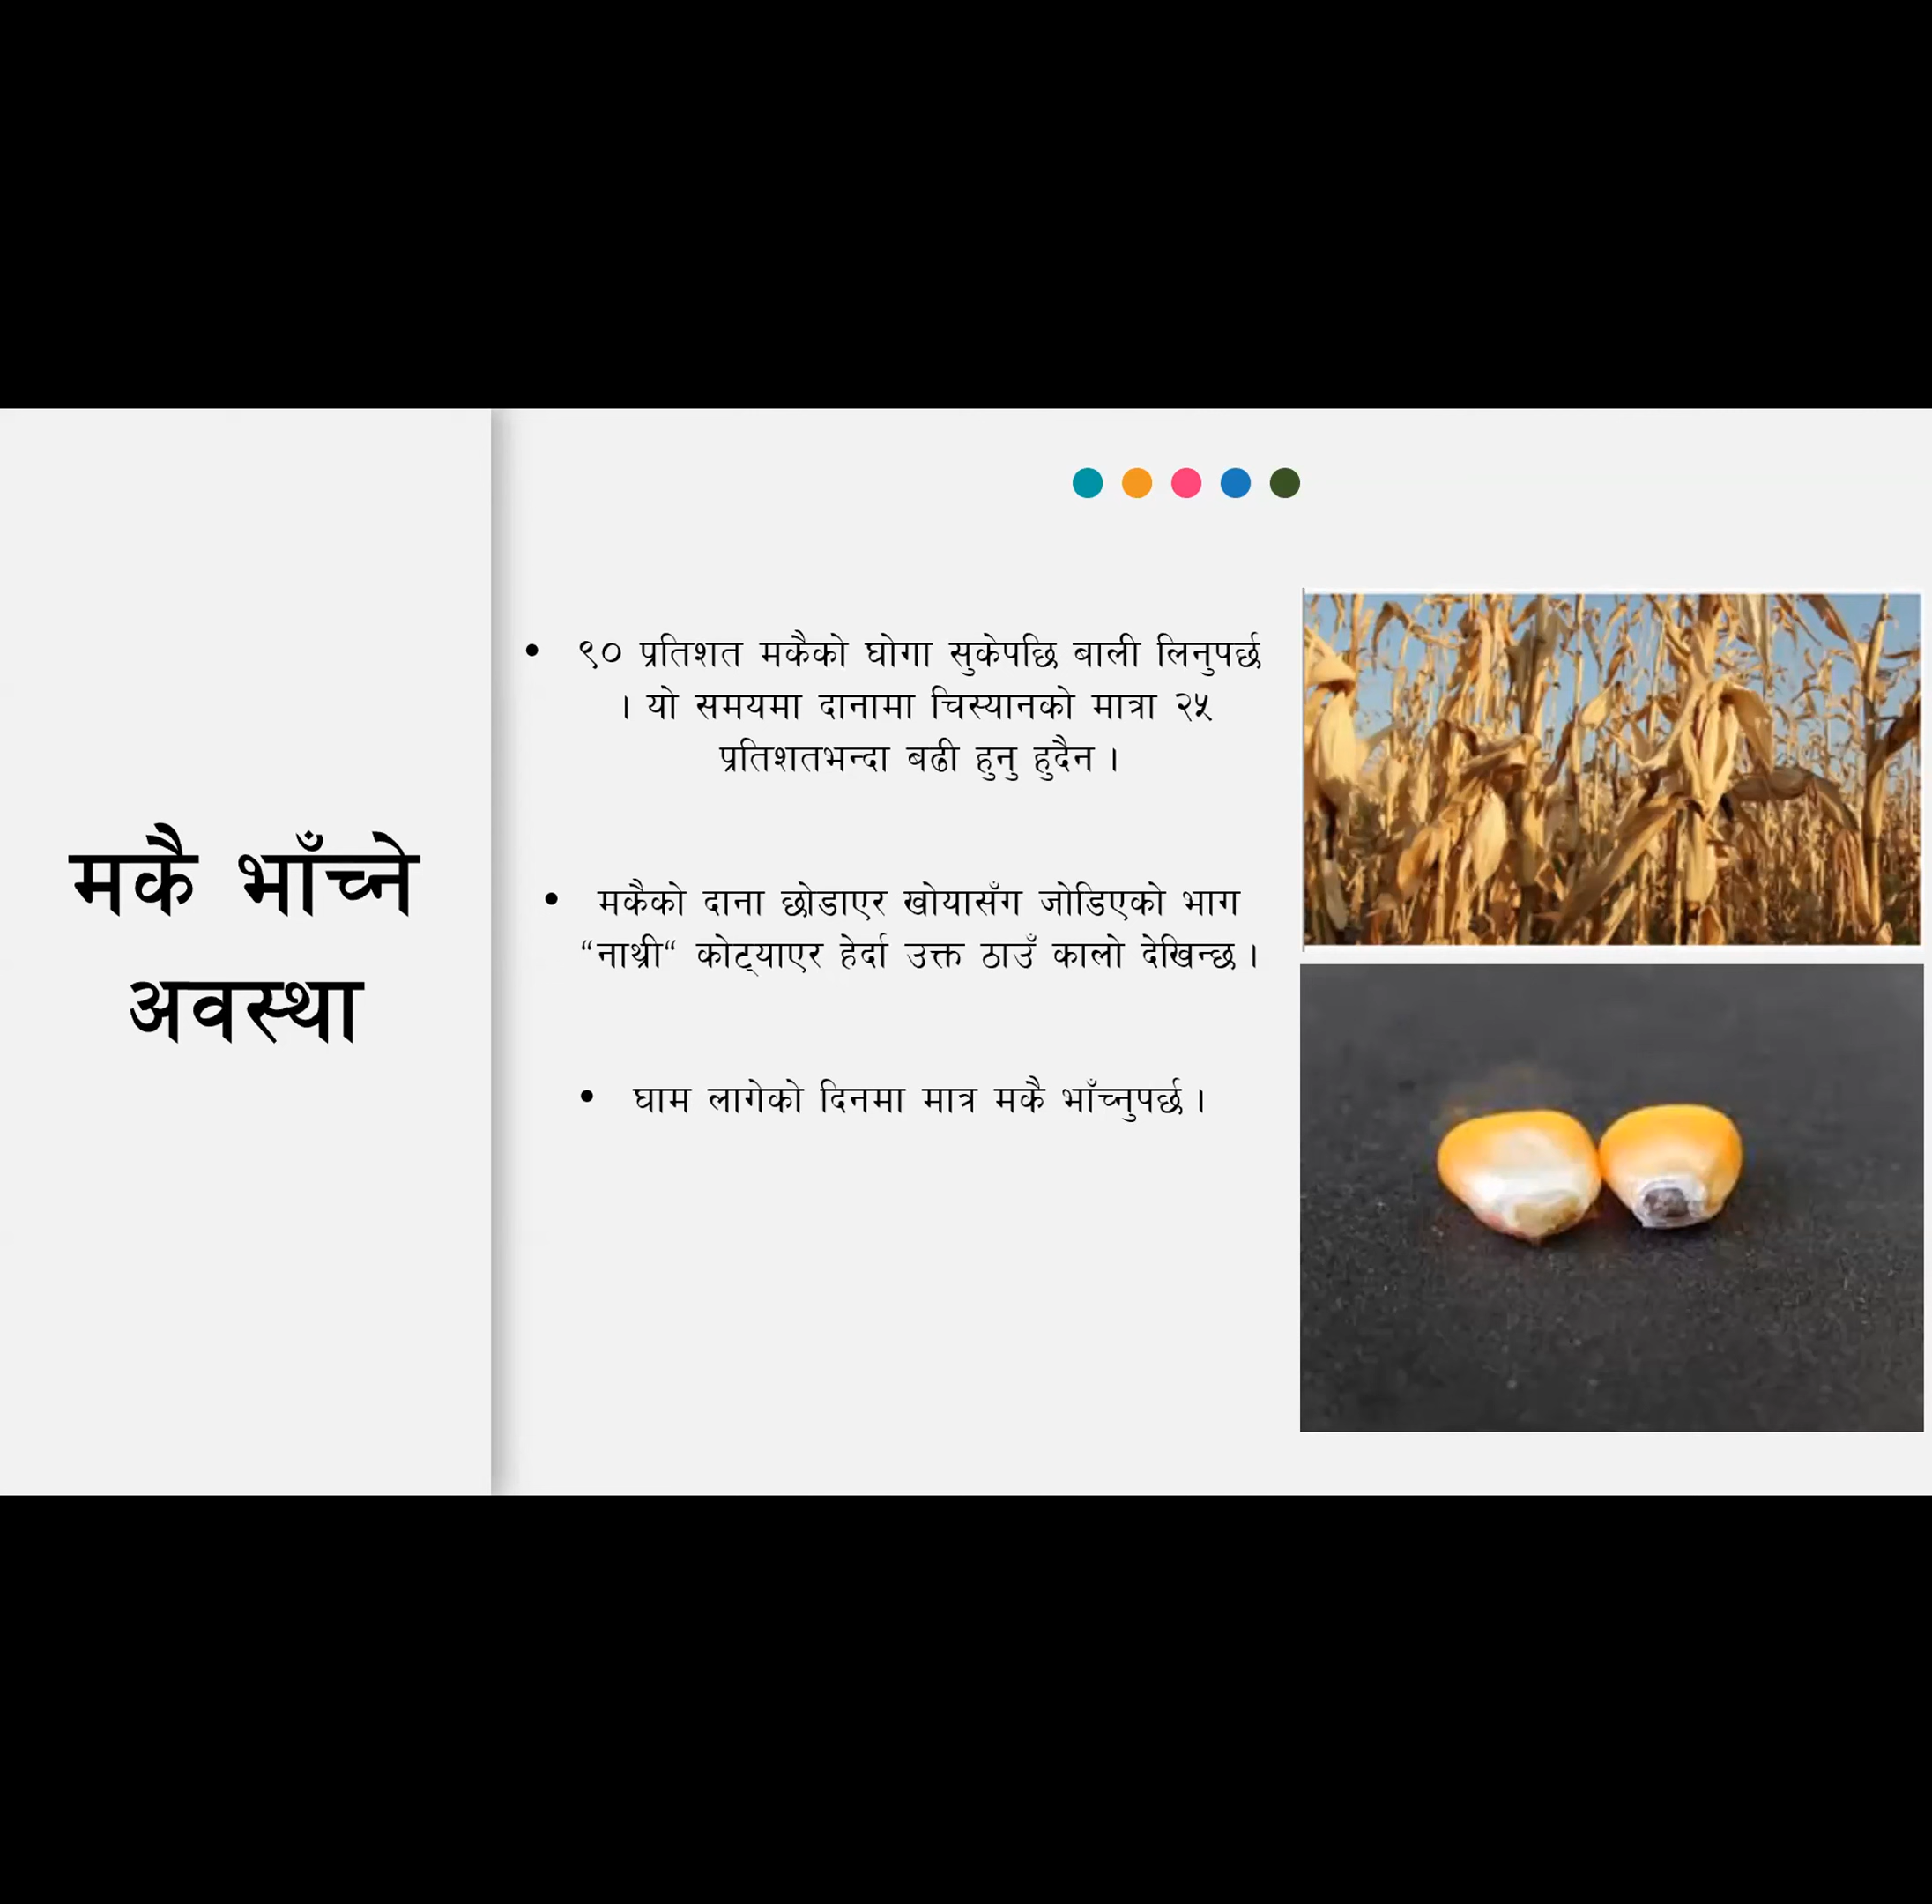 मकै भाँच्ने
अवस्था
• ९० प्रतिशत मकैको घोगा सुकेपछि बाली लिनुपर्छ
। यो समयमा दानामा चिस्यानको मात्रा २५
प्रतिशतभन्दा बढी हुनु हुदैन ।
• मकैको दाना छोडाएर खोयासँग जोडिएको भाग
“नाथ्री“ कोट्याएर हेर्दा उक्त ठाउँ कालो देखिन्छ ।
• घाम लागेको दिनमा मात्र मकै भाँच्नुपर्छ ।